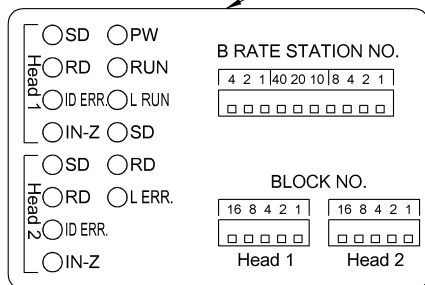 SD PW
RD RUN
ID ERR. L RUN
IN-Z SD
Head 1
SD RD
RD L ERR.
ID ERR.
IN-Z
Head 2
B RATE STATION NO.
4 2 1 40 20 10 8 4 2 1
BLOCK NO.
16 8 4 2 1 16 8 4 2 1
Head 1 Head 2